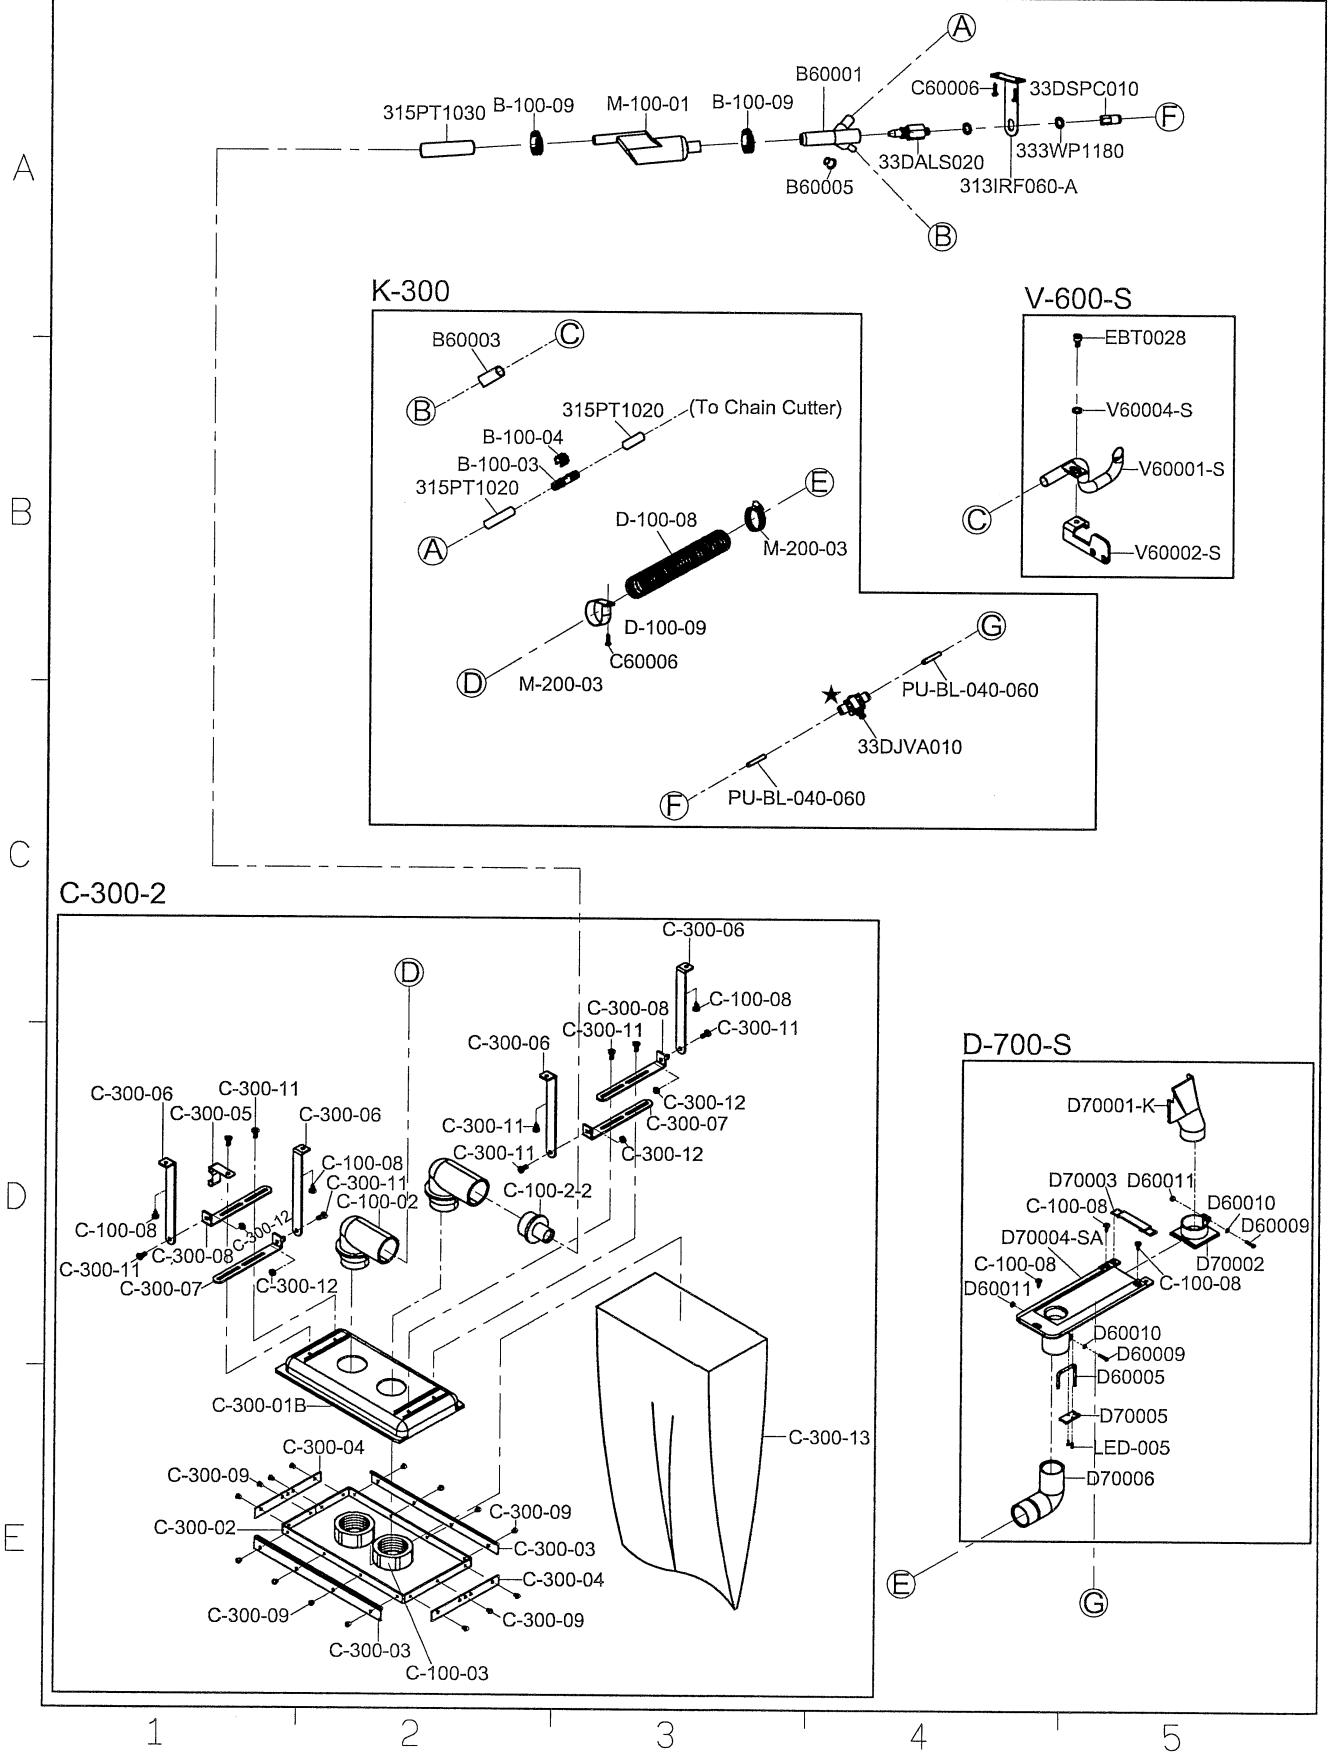 A
B60001
C60006
33DSPC010
315PT1030
B-100-09
M-100-01
B-100-09
F
A
33DALS020
333WP1180
B60005
313IRF060-A
B
K-300
V-600-S
B60003
C
EBT0028
B
315PT1020
(To Chain Cutter)
V60004-S
B-100-04
B-100-03
315PT1020
V60001-S
E
B
D-100-08
C
A
M-200-03
V60002-S
D-100-09
G
C60006
D
M-200-03
PU-BL-040-060
★
33DJVA010
F
PU-BL-040-060
C
C-300-2
C-300-06
D
C-100-08
C-300-08
C-300-11
C-300-11
C-300-06
D-700-S
C-300-11
C-300-06
C-300-05
C-300-06
C-300-12
C-300-07
C-300-11
C-300-11
C-300-12
D70001-K
D
C-100-08
C-300-11
C-100-02
C-100-2-2
D70003
D60011
C-100-08
D60010
D60009
C-100-08
C-300-12
D70004-SA
C-300-08
C-300-11
C-300-07
C-300-12
C-100-08
D70002
C-100-08
D60011
D60010
D60009
D60005
C-300-01B
D70005
C-300-13
LED-005
C-300-04
C-300-09
D70006
C-300-09
C-300-02
E
C-300-03
C-300-04
E
G
C-300-09
C-300-09
C-300-03
C-100-03
1
2
3
4
5